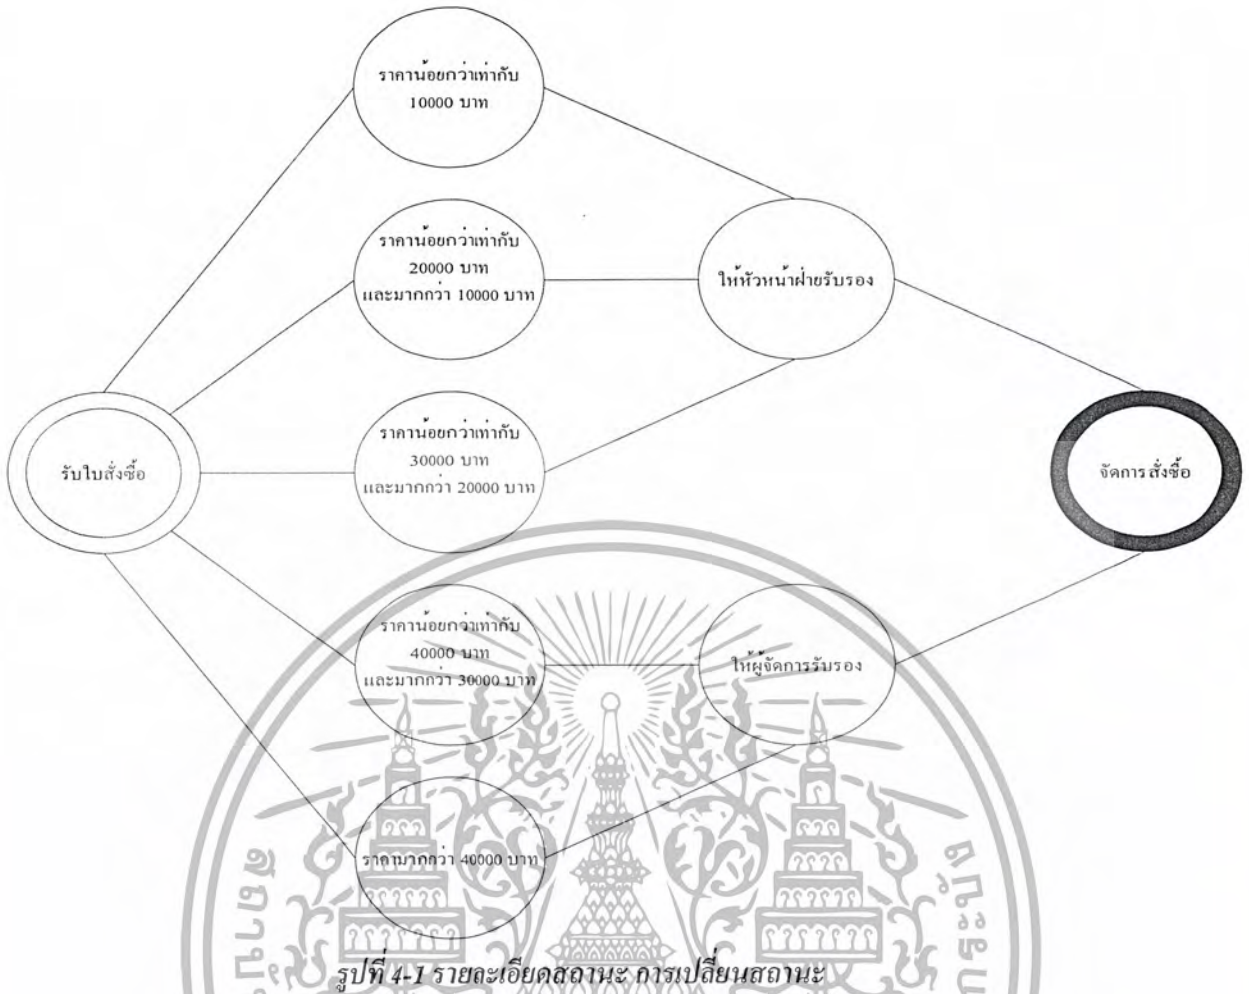 ราคาน้อยกว่าเท่ากับ
10000 บาท
ราคาน้อยกว่าเท่ากับ
20000 บาท
และมากกว่า 10000 บาท
ให้หัวหน้าฝ่ายรับรอง
รับใบสั่งซื้อ
ราคาน้อยกว่าเท่ากับ
30000 บาท
และมากกว่า 20000 บาท
จัดการสั่งซื้อ
ราคาน้อยกว่าเท่ากับ
40000 บาท
และมากกว่า 30000 บาท
ให้ผู้จัดการรับรอง
ราคามากกว่า 40000 บาท
รูปที่ 4-1 รายละเอียดสถานะ การเปลี่ยนสถานะ